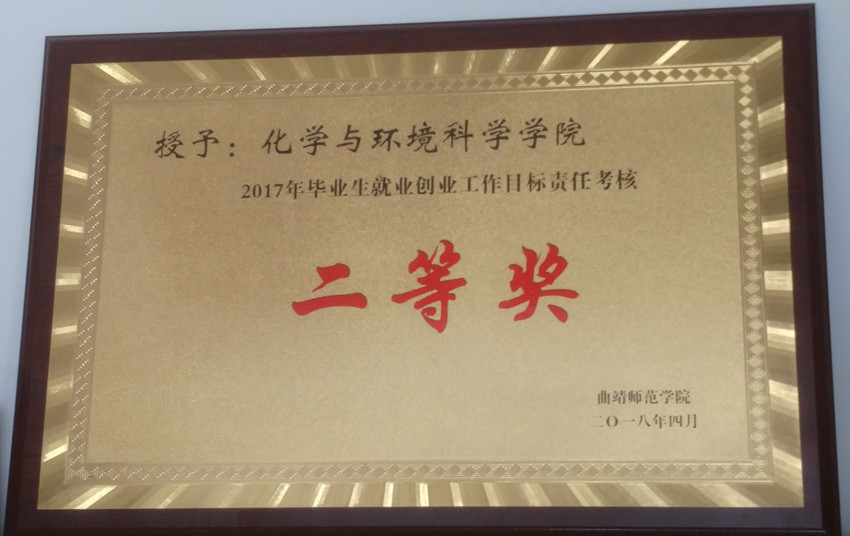 授予：化学与环境科学学院
2017年毕业生就业创业工作目标责任考核
二等奖
曲靖师范学院
二〇一八年四月